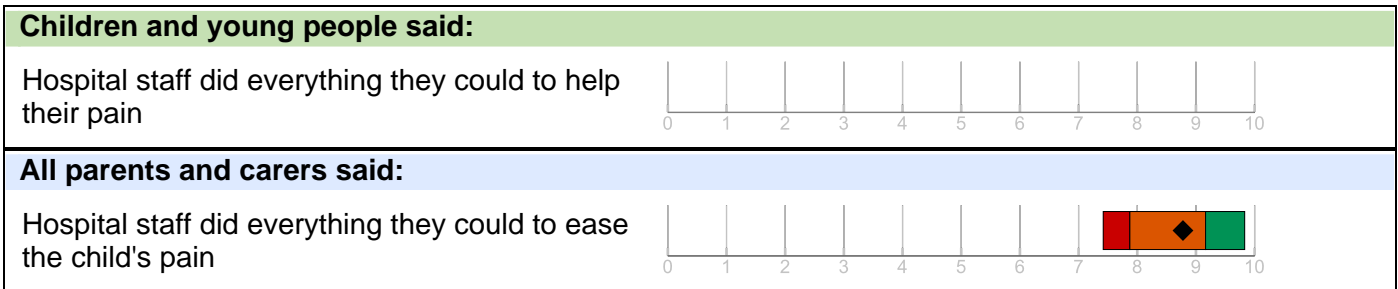 Children and young people said:
Hospital staff did everything they could to help
their pain
0 1 2 3 4 5 6 7 8 9 10
All parents and carers said:
Hospital staff did everything they could to ease
the child's pain
0 1 2 3 4 5 6 7 8 9 10